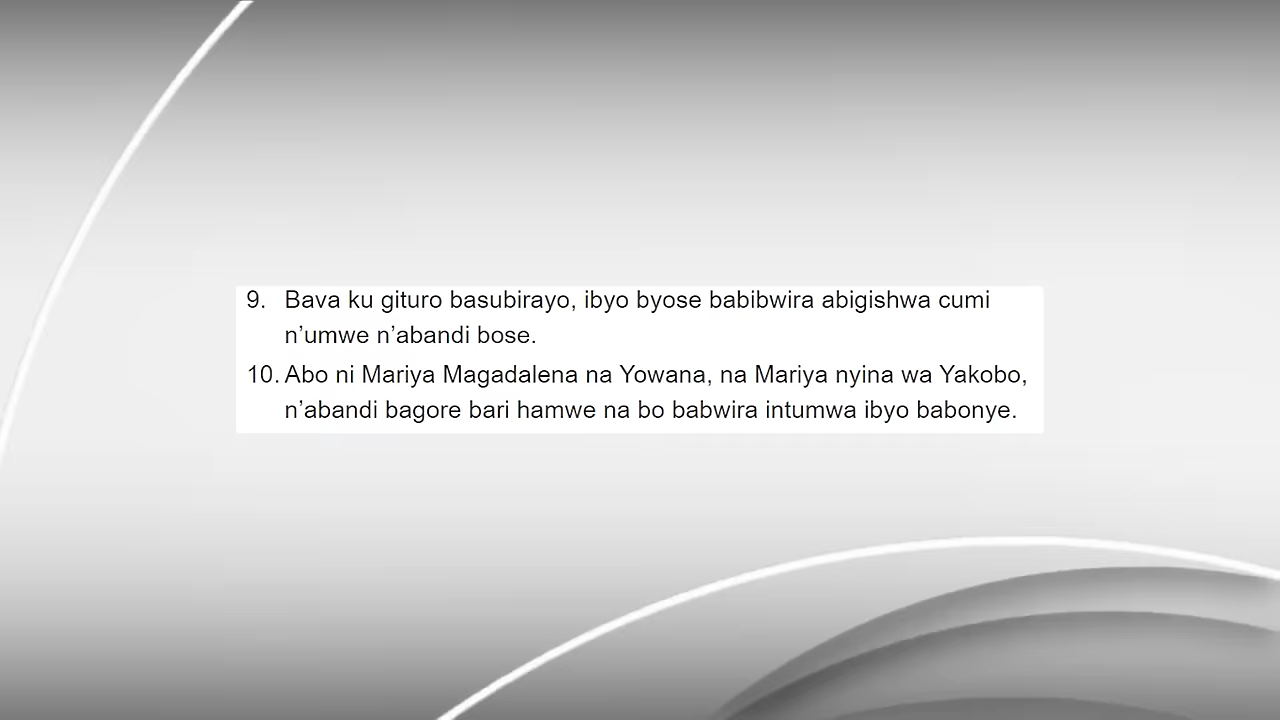 9. Bava ku gituro basubirayo, ibyo byose babibwira abigishwa cumi
n’umwe n’abandi bose.
10. Abo ni Mariya Magadalena na Yowana, na Mariya nyina wa Yakobo,
n’abandi bagore bari hamwe na bo babwira intumwa ibyo babonye.